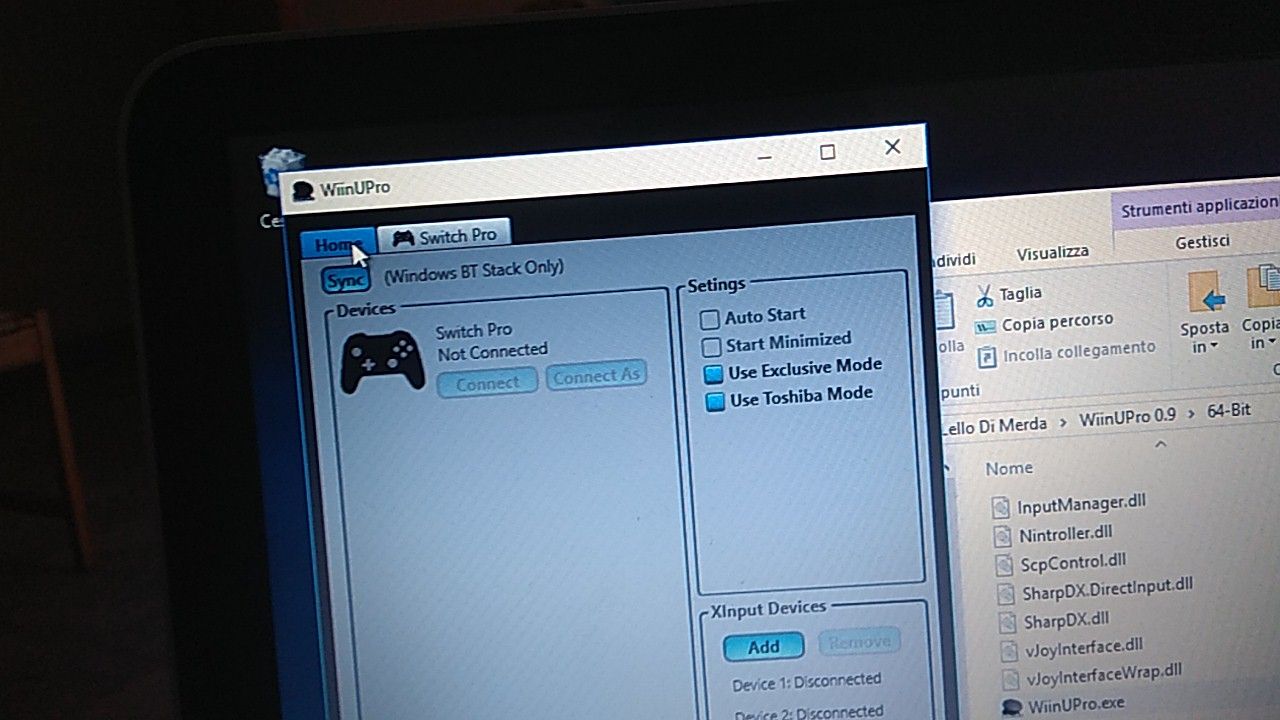 WiinUPro
Home
Switch Pro
Sync
(Windows BT Stack Only)
Devices
Switch Pro
Not Connected
Connect
Connect As
Setings
Auto Start
Start Minimized
Use Exclusive Mode
Use Toshiba Mode
XInput Devices
Add
Remove
Device 1: Disconnected
Device 2: Disconnected
Strumenti applicazion
Visualizza
Gestisci
Taglia
Copia percorso
Incolla collegamento
Sposta
in
Copia
in
punti
Lello Di Merda > WiinUPro 0.9 > 64-Bit
Nome
InputManager.dll
Nintroller.dll
ScpControl.dll
SharpDX.DirectInput.dll
SharpDX.dll
vJoyInterface.dll
vJoyInterfaceWrap.dll
WiinUPro.exe